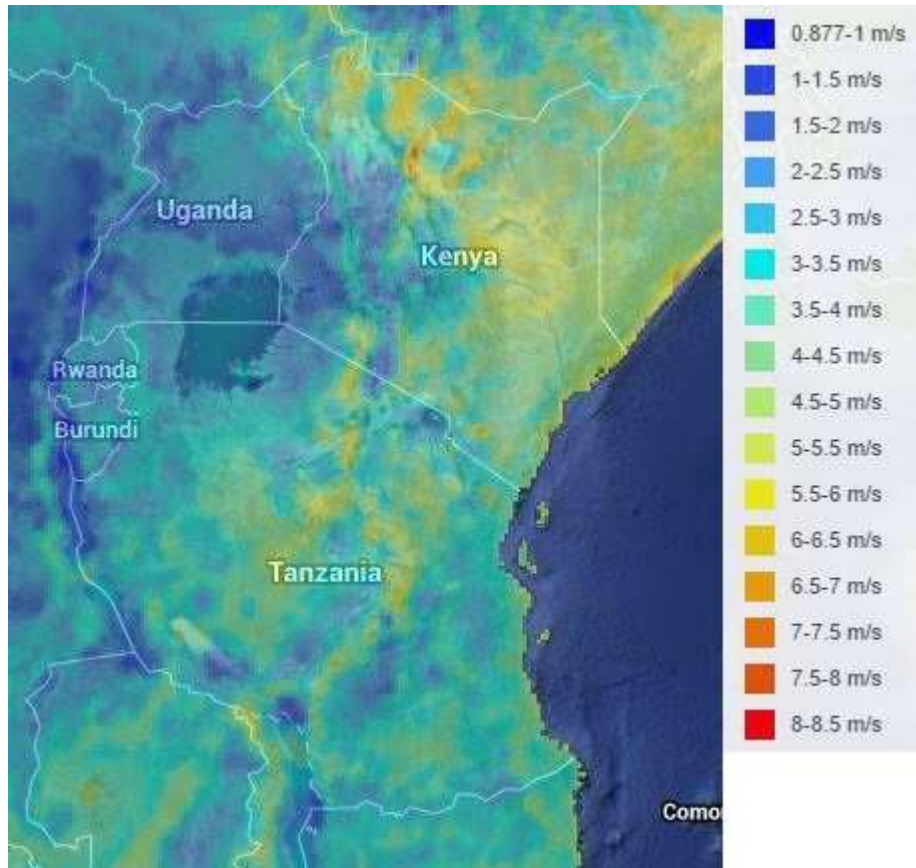 Uganda
Kenya
Rwanda
Burundi
Tanzania
Como
0.877-1 m/s
1-1.5 m/s
1.5-2 m/s
2-2.5 m/s
2.5-3 m/s
3-3.5 m/s
3.5-4 m/s
4-4.5 m/s
4.5-5 m/s
5-5.5 m/s
5.5-6 m/s
6-6.5 m/s
6.5-7 m/s
7-7.5 m/s
7.5-8 m/s
8-8.5 m/s